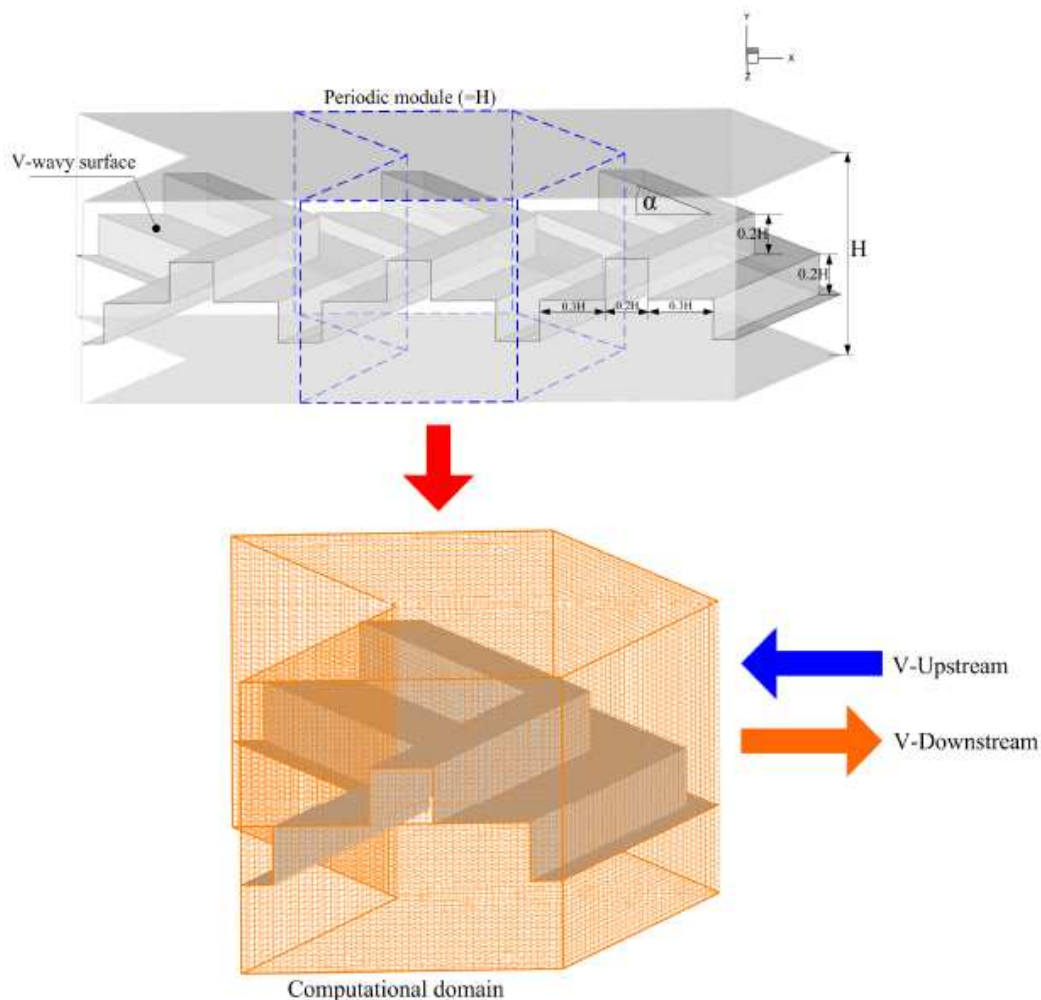 Y
X
Z
Periodic module (=H)
V-wavy surface
α
0.2H
H
0.2H
0.3H
0.2H
0.3H
V-Upstream
V-Downstream
Computational domain